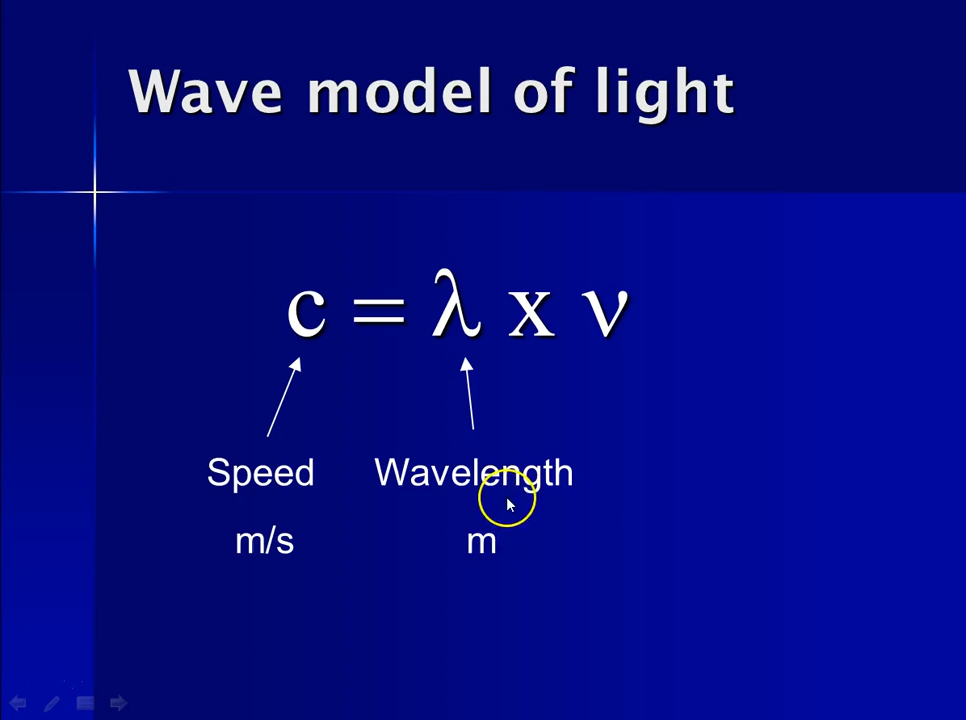 Wave model of light
c = λ x ν
Speed Wavelength
m/s m